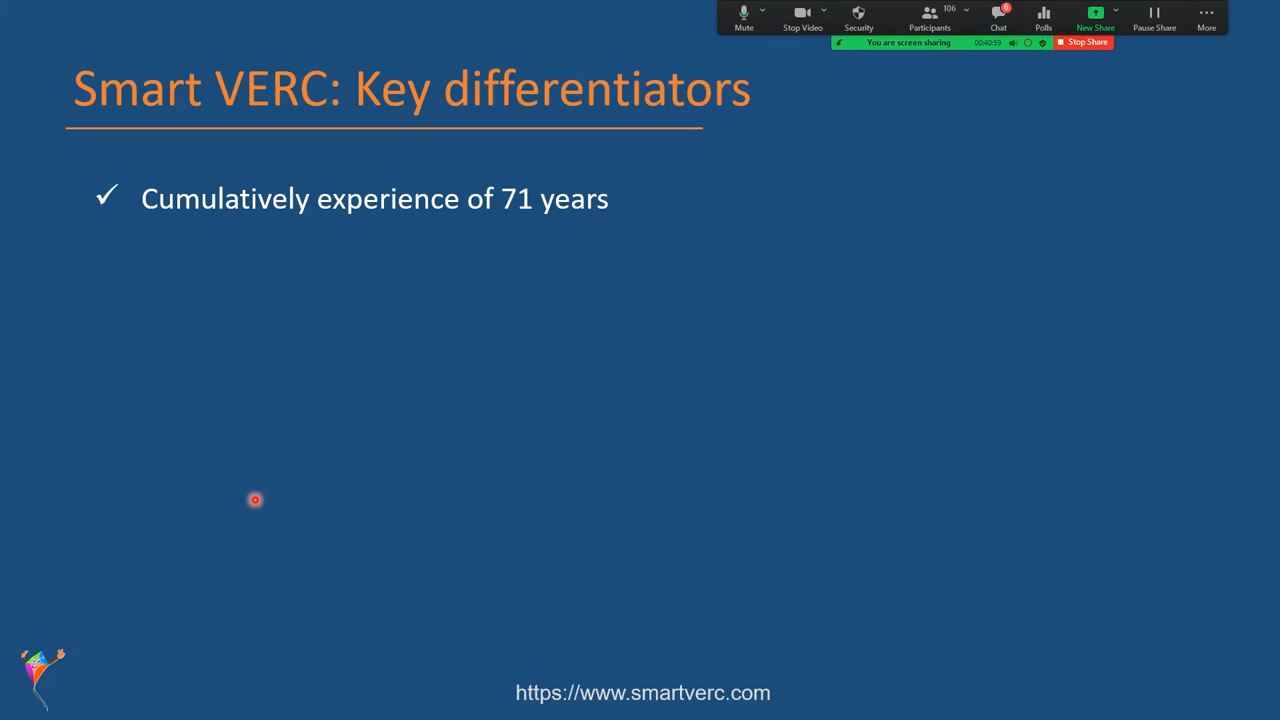 106
6
Mute
Stop Video
Security
Participants
Chat
Polls
New Share
Pause Share
More
You are screen sharing
00:40:59
Stop Share
Smart VERC: Key differentiators
✓ Cumulatively experience of 71 years
https://www.smartverc.com